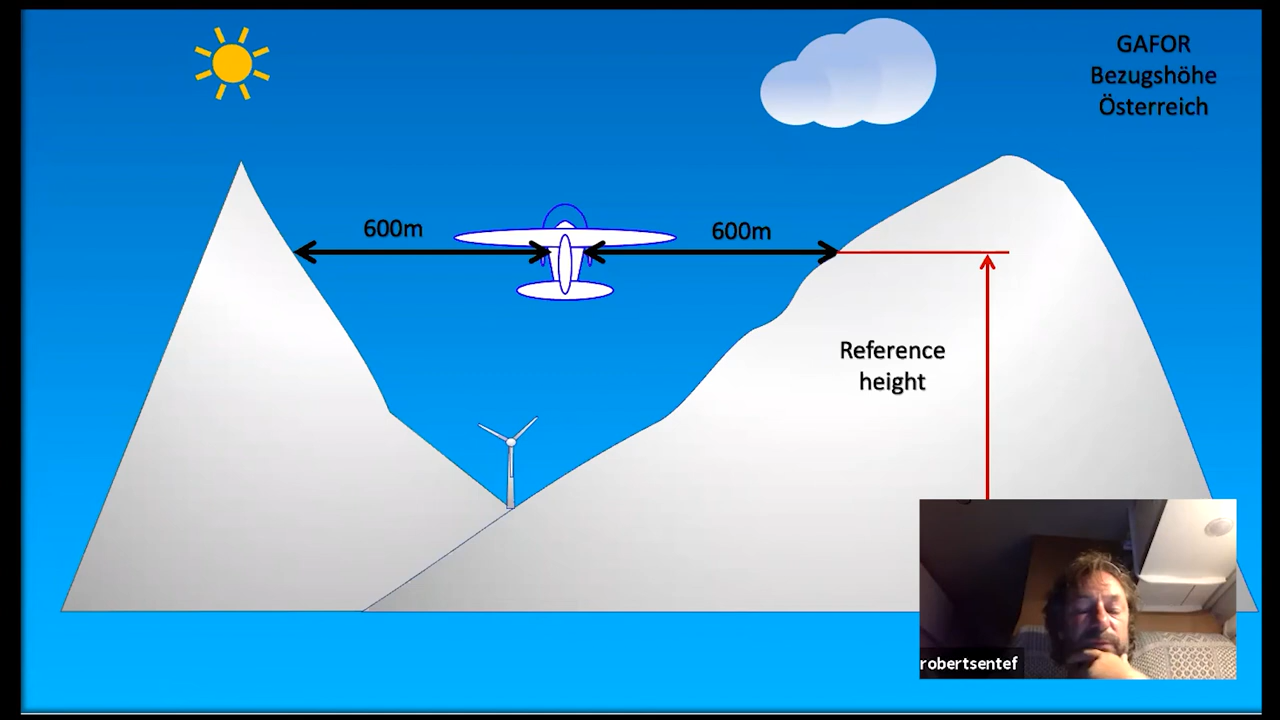 GAFOR
Bezugshöhe
Österreich
600m
600m
Reference
height
robertsentef